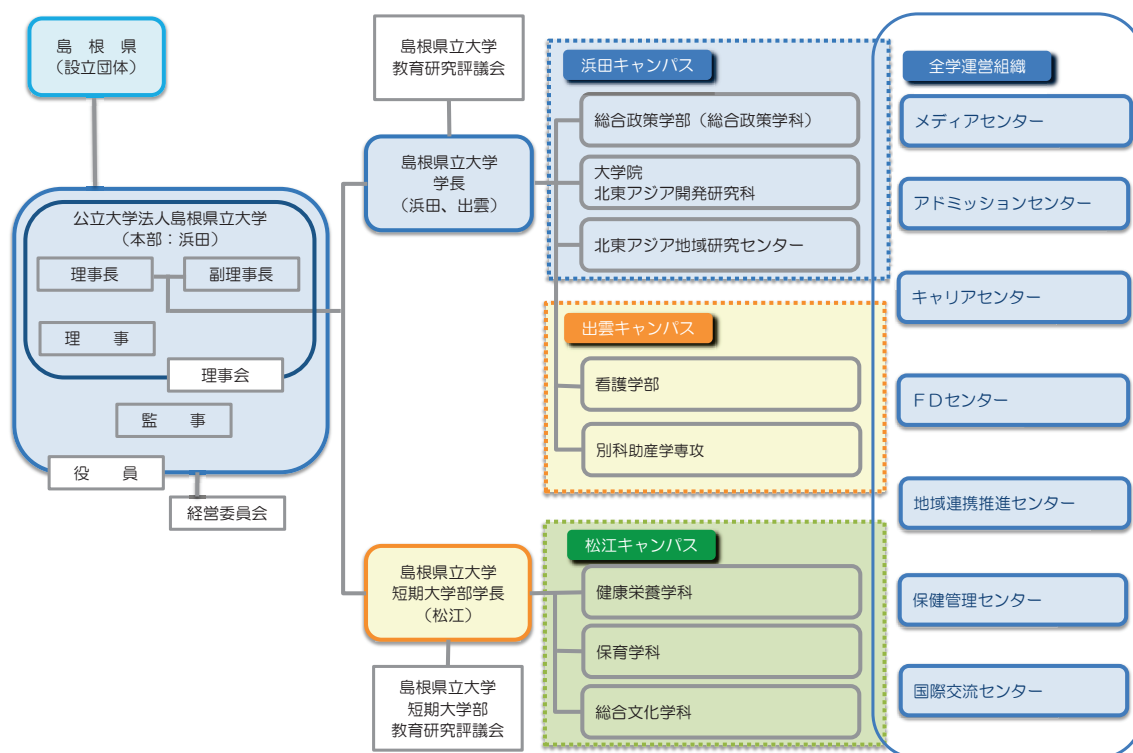 島 根 県
（設立団体）
公立大学法人島根県立大学
（本部：浜田）
理事長
副理事長
理 事
理事会
監 事
役 員
経営委員会
島根県立大学
教育研究評議会
島根県立大学
学長
（浜田、出雲）
島根県立大学
短期大学部学長
（松江）
島根県立大学
短期大学部
教育研究評議会
浜田キャンパス
総合政策学部（総合政策学科）
大学院
北東アジア開発研究科
北東アジア地域研究センター
出雲キャンパス
看護学部
別科助産学専攻
松江キャンパス
健康栄養学科
保育学科
総合文化学科
全学運営組織
メディアセンター
アドミッションセンター
キャリアセンター
ＦＤセンター
地域連携推進センター
保健管理センター
国際交流センター